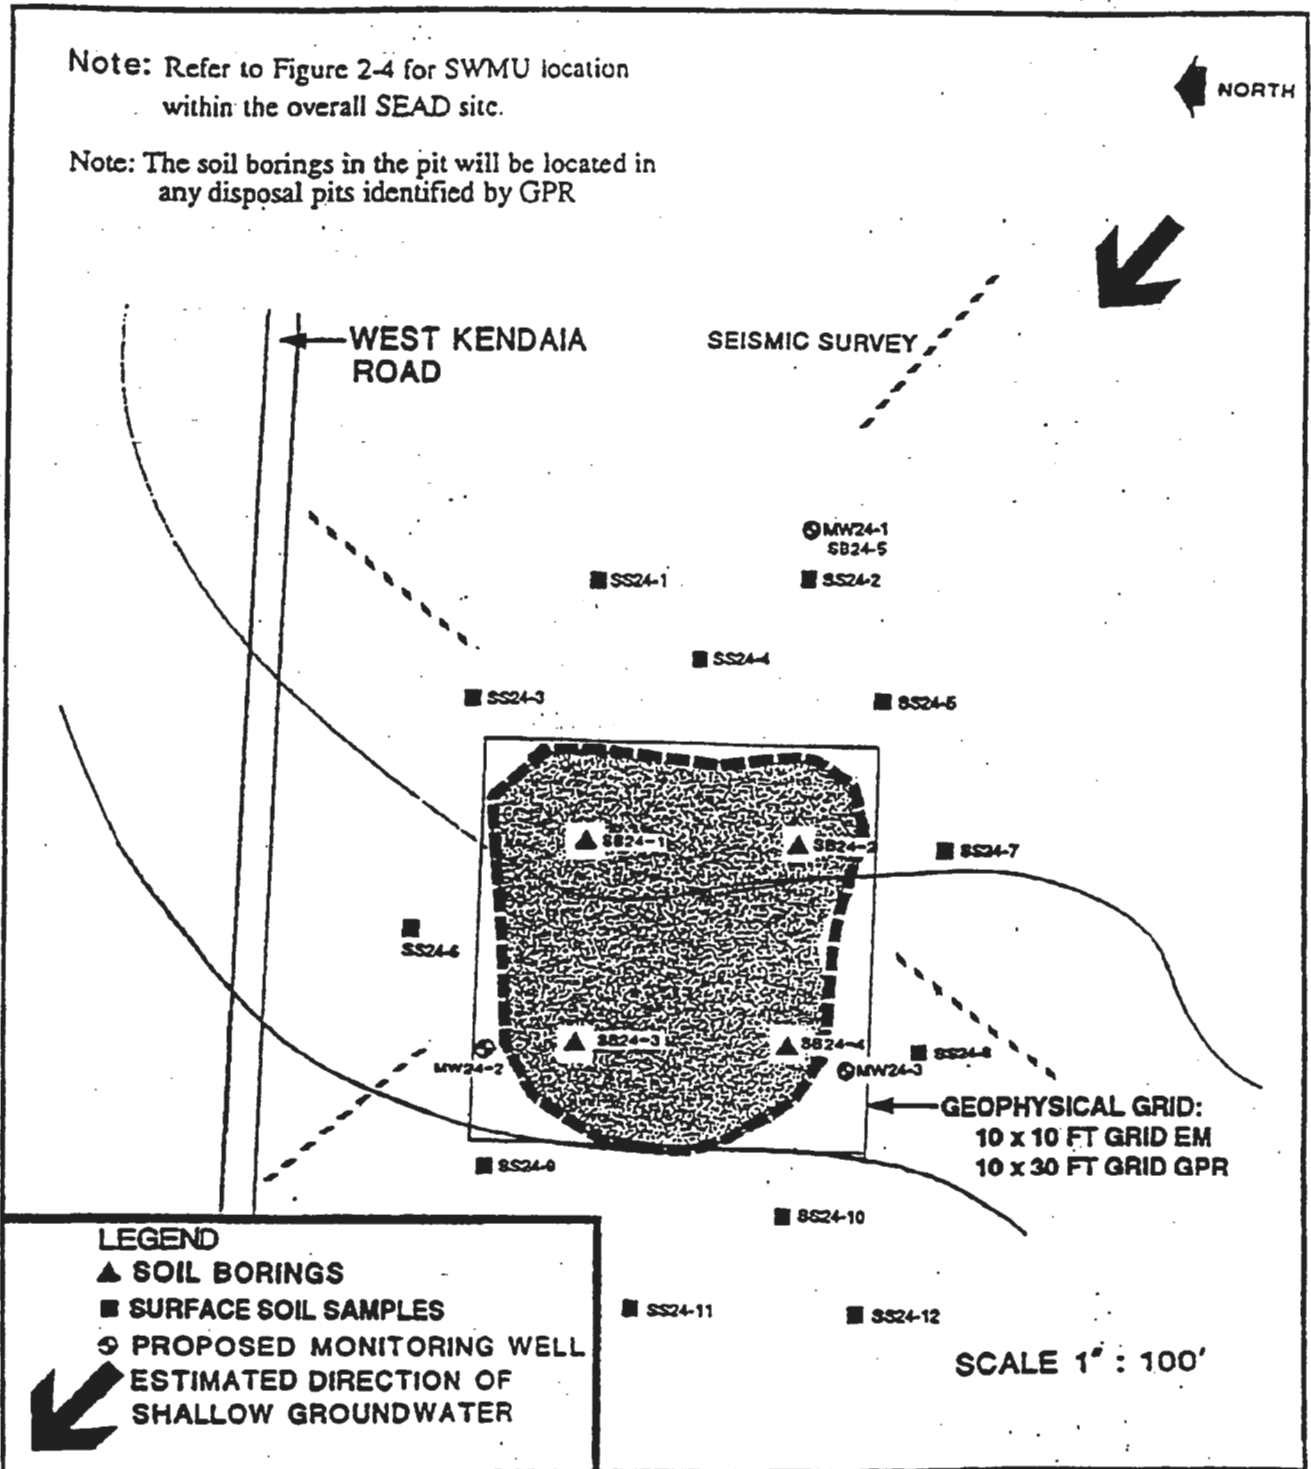 Note: Refer to Figure 2-4 for SWMU location
within the overall SEAD site.
NORTH
Note: The soil borings in the pit will be located in
any disposal pits identified by GPR
WEST KENDAIA
ROAD
SEISMIC SURVEY
MW24-1
SB24-5
SS24-1
SS24-2
SS24-4
SS24-3
SS24-5
SB24-1
SB24-2
SS24-7
SS24-6
SB24-3
SB24-4
MW24-2
MW24-3
SS24-8
GEOPHYSICAL GRID:
10 x 10 FT GRID EM
10 x 30 FT GRID GPR
SS24-9
SS24-10
SS24-11
SS24-12
SCALE 1" : 100'
LEGEND
SOIL BORINGS
SURFACE SOIL SAMPLES
PROPOSED MONITORING WELL
ESTIMATED DIRECTION OF
SHALLOW GROUNDWATER